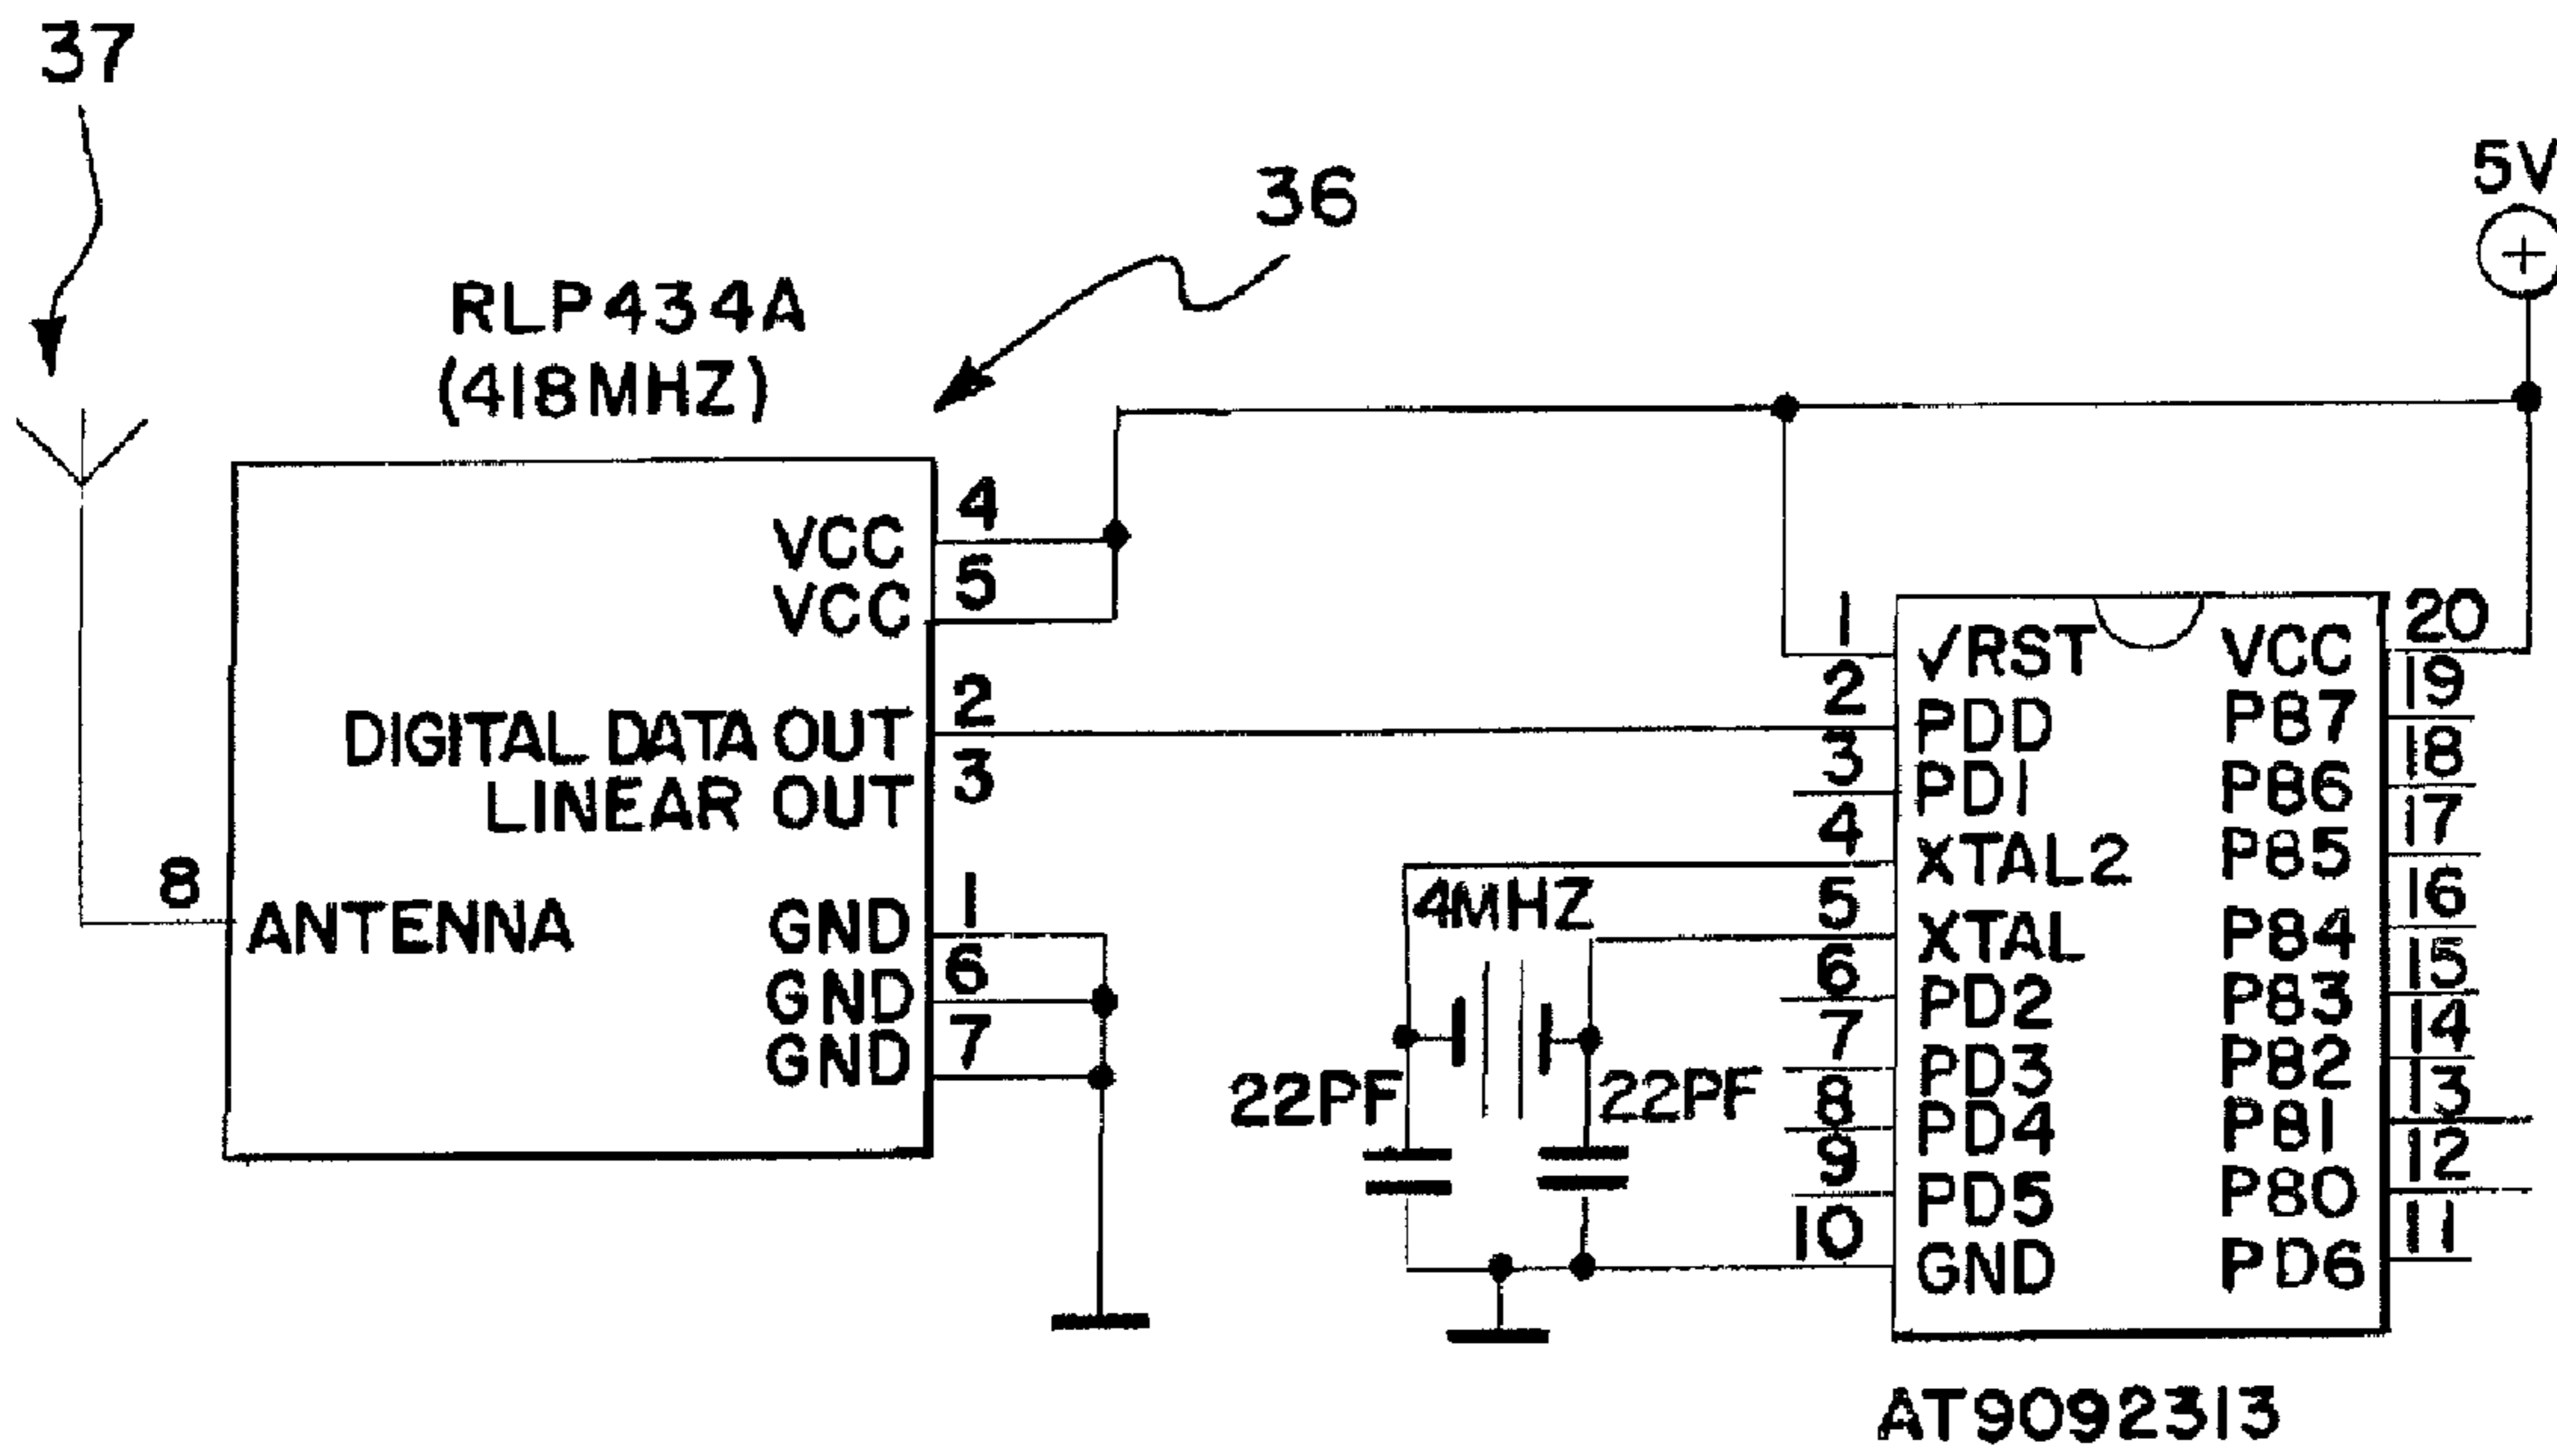 37
36
5V
RLP434A
(418MHZ)
VCC 4
VCC 5
DIGITAL DATA OUT 2
LINEAR OUT 3
8 ANTENNA
GND 1
GND 6
GND 7
4MHZ
22PF
22PF
1 √RST VCC 20
2 PDD PB7 19
3 PD1 PB6 18
4 XTAL2 PB5 17
5 XTAL PB4 16
6 PD2 PB3 15
7 PD3 PB2 14
8 PD4 PB1 13
9 PD5 PB0 12
10 GND PD6 11
AT9092313